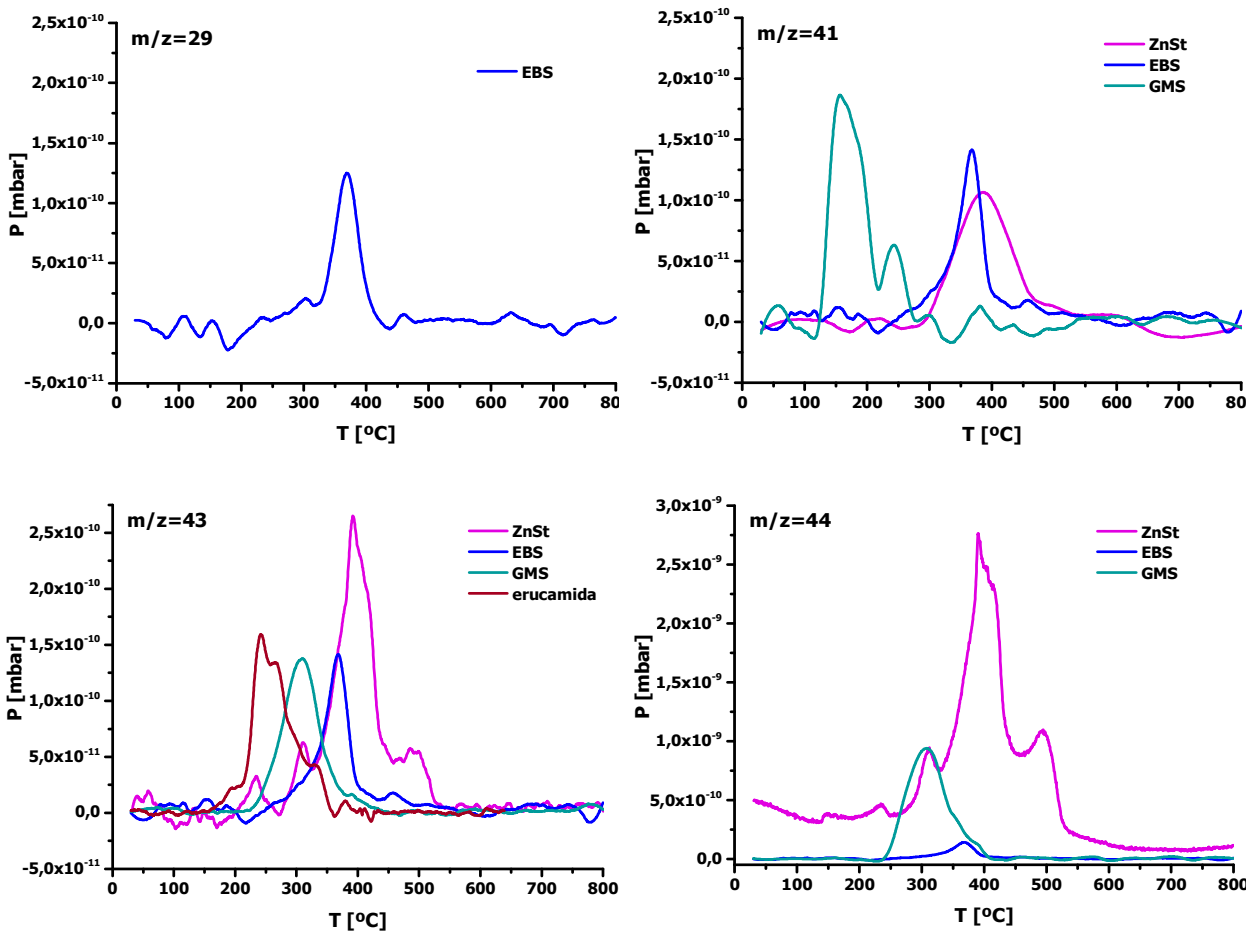 m/z=29
EBS
P [mbar]
2,5x10⁻¹⁰
2,0x10⁻¹⁰
1,5x10⁻¹⁰
1,0x10⁻¹⁰
5,0x10⁻¹¹
0,0
-5,0x10⁻¹¹
0 100 200 300 400 500 600 700 80
T [ºC]
m/z=41
ZnSt
EBS
GMS
P [mbar]
2,5x10⁻¹⁰
2,0x10⁻¹⁰
1,5x10⁻¹⁰
1,0x10⁻¹⁰
5,0x10⁻¹¹
0,0
-5,0x10⁻¹¹
0 100 200 300 400 500 600 700 80
T [ºC]
m/z=43
ZnSt
EBS
GMS
erucamida
P [mbar]
2,5x10⁻¹⁰
2,0x10⁻¹⁰
1,5x10⁻¹⁰
1,0x10⁻¹⁰
5,0x10⁻¹¹
0,0
-5,0x10⁻¹¹
0 100 200 300 400 500 600 700 800
T [ºC]
m/z=44
ZnSt
EBS
GMS
P [mbar]
3,0x10⁻⁹
2,5x10⁻⁹
2,0x10⁻⁹
1,5x10⁻⁹
1,0x10⁻⁹
5,0x10⁻¹⁰
0,0
0 100 200 300 400 500 600 700 800
T [ºC]